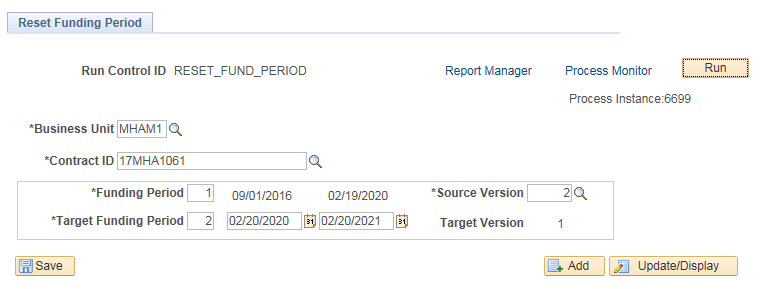 Reset Funding Period
Run Control ID RESET_FUND_PERIOD Report Manager Process Monitor Run
Process Instance:6699
*Business Unit MHAM1
*Contract ID 17MHA1061
*Funding Period 1 09/01/2016 02/19/2020 *Source Version 2
*Target Funding Period 2 02/20/2020 31 02/20/2021 31 Target Version 1
Save Add Update/Display